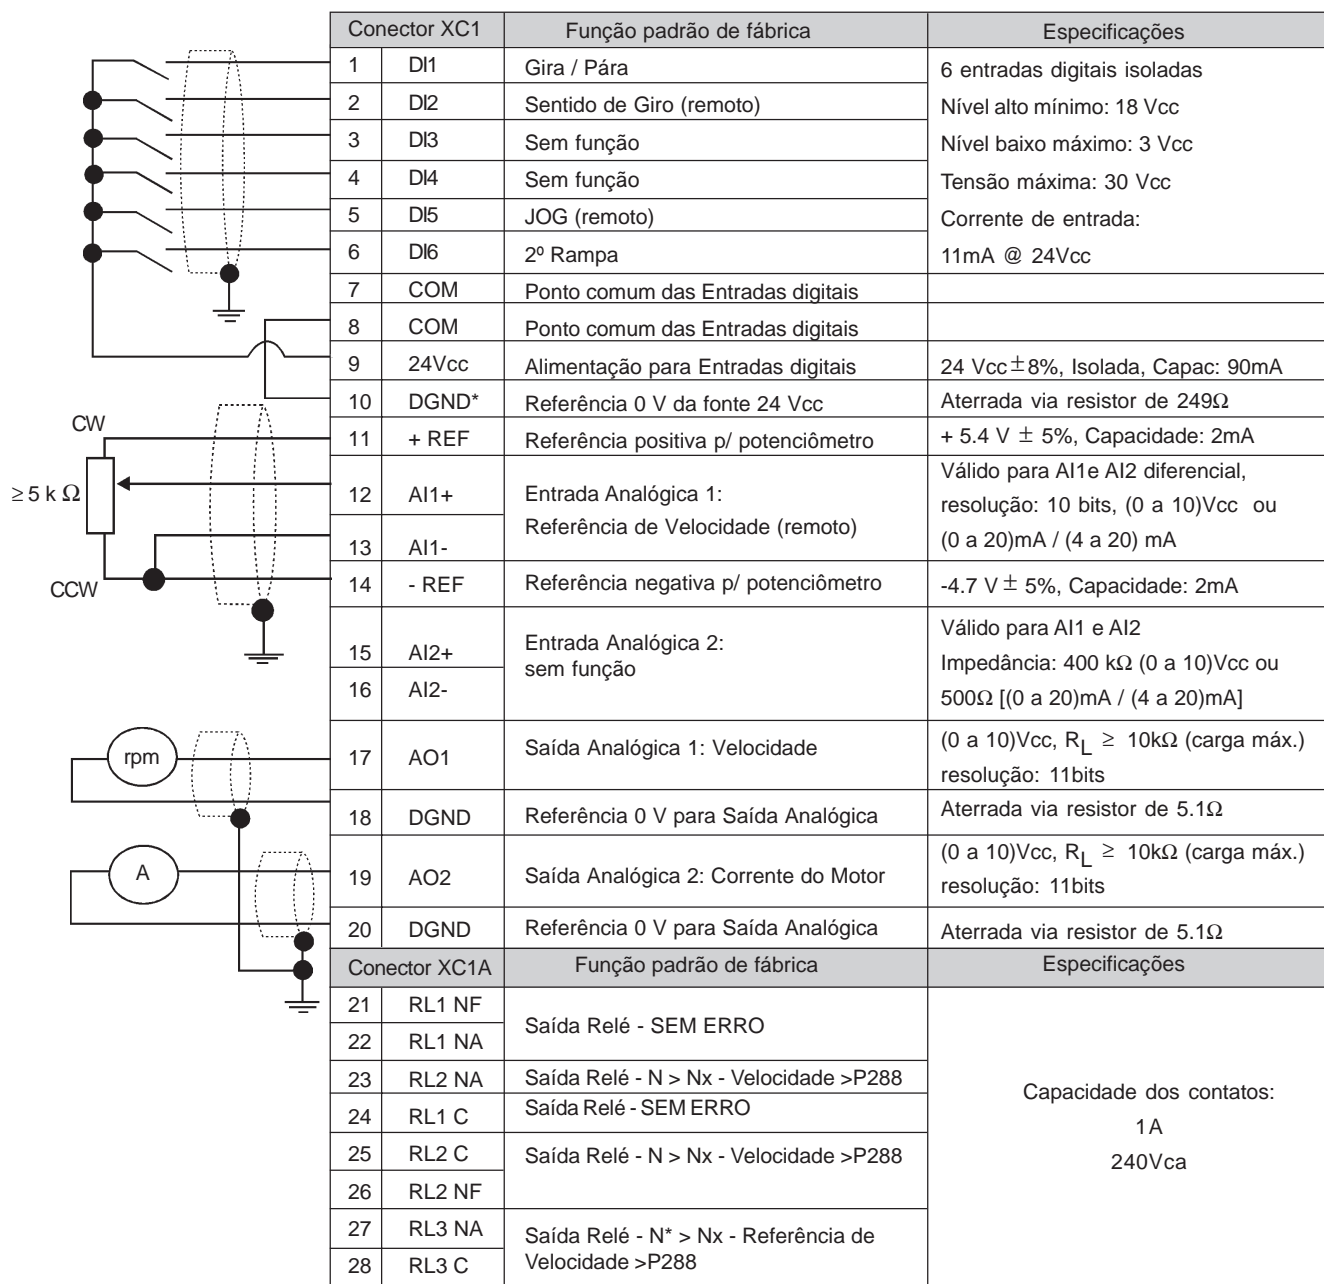 Conector XC1 Função padrão de fábrica Especificações
1 DI1 Gira / Pára
2 DI2 Sentido de Giro (remoto)
3 DI3 Sem função
4 DI4 Sem função
5 DI5 JOG (remoto)
6 DI6 2º Rampa
6 entradas digitais isoladas
Nível alto mínimo: 18 Vcc
Nível baixo máximo: 3 Vcc
Tensão máxima: 30 Vcc
Corrente de entrada:
11mA @ 24Vcc
7 COM Ponto comum das Entradas digitais
8 COM Ponto comum das Entradas digitais
9 24Vcc Alimentação para Entradas digitais 24 Vcc ± 8%, Isolada, Capac: 90mA
10 DGND* Referência 0 V da fonte 24 Vcc Aterrada via resistor de 249Ω
CW
11 + REF Referência positiva p/ potenciômetro + 5.4 V ± 5%, Capacidade: 2mA
≥ 5 k Ω
12 AI1+ Entrada Analógica 1:
13 AI1- Referência de Velocidade (remoto)
Válido para AI1e AI2 diferencial,
resolução: 10 bits, (0 a 10)Vcc ou
(0 a 20)mA / (4 a 20) mA
CCW
14 - REF Referência negativa p/ potenciômetro -4.7 V ± 5%, Capacidade: 2mA
15 AI2+ Entrada Analógica 2:
16 AI2- sem função
Válido para AI1 e AI2
Impedância: 400 kΩ (0 a 10)Vcc ou
500Ω [(0 a 20)mA / (4 a 20)mA]
rpm
17 AO1 Saída Analógica 1: Velocidade (0 a 10)Vcc, RL ≥ 10kΩ (carga máx.)
resolução: 11bits
18 DGND Referência 0 V para Saída Analógica Aterrada via resistor de 5.1Ω
A
19 AO2 Saída Analógica 2: Corrente do Motor (0 a 10)Vcc, RL ≥ 10kΩ (carga máx.)
resolução: 11bits
20 DGND Referência 0 V para Saída Analógica Aterrada via resistor de 5.1Ω
Conector XC1A Função padrão de fábrica Especificações
21 RL1 NF Saída Relé - SEM ERRO
22 RL1 NA
23 RL2 NA Saída Relé - N > Nx - Velocidade >P288
24 RL1 C Saída Relé - SEM ERRO
25 RL2 C Saída Relé - N > Nx - Velocidade >P288
26 RL2 NF
27 RL3 NA Saída Relé - N* > Nx - Referência de
28 RL3 C Velocidade >P288
Capacidade dos contatos:
1A
240Vca